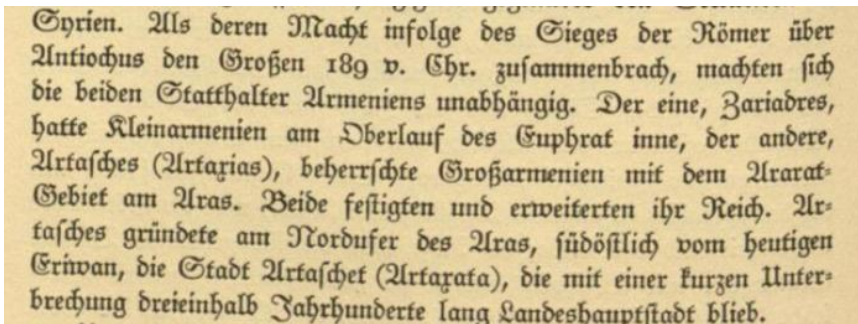 Syrien. Als deren Macht infolge des Sieges der Römer über
Antiochus den Großen 189 v. Chr. zusammenbrach, machten sich
die beiden Statthalter Armeniens unabhängig. Der eine, Zariadres,
hatte Kleinarmenien am Oberlauf des Euphrat inne, der andere,
Artasches (Artaxias), beherrschte Großarmenien mit dem Ararat-
Gebiet am Aras. Beide festigten und erweiterten ihr Reich. Ar-
tasches gründete am Nordufer des Aras, südöstlich vom heutigen
Eriwan, die Stadt Artaschet (Artaxata), die mit einer kurzen Unter-
brechung dreieinhalb Jahrhunderte lang Landeshauptstadt blieb.